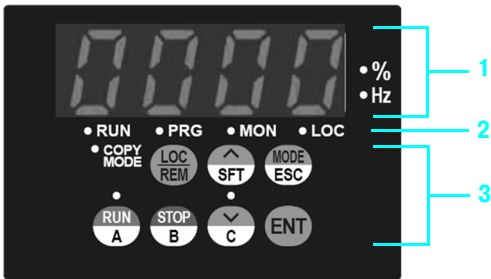 0000
1
%
Hz
RUN PRG MON LOC
2
COPY MODE
LOC REM
^ SFT
MODE ESC
3
RUN A
STOP B
C
ENT